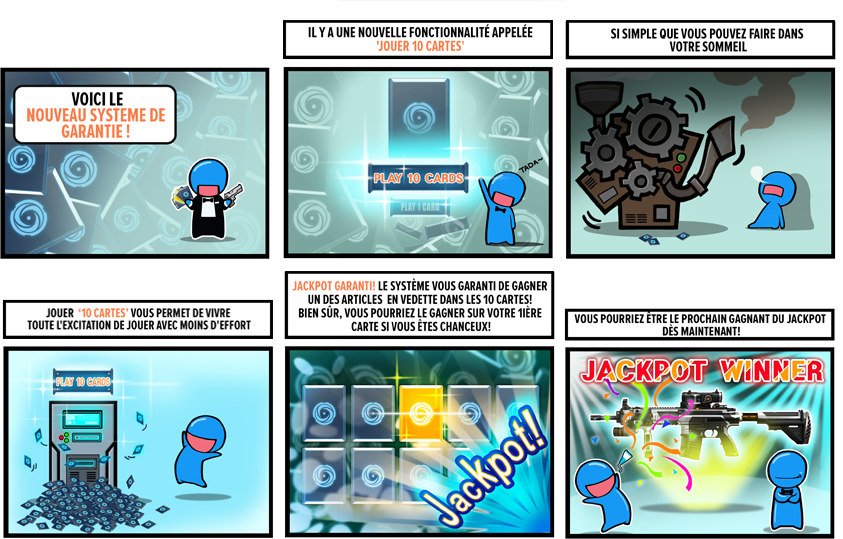 VOICI LE
NOUVEAU SYSTEME DE
GARANTIE !
IL Y A UNE NOUVELLE FONCTIONNALITÉ APPELÉE
'JOUER 10 CARTES'
PLAY 10 CARDS
PLAY 1 CARD
TADA~
SI SIMPLE QUE VOUS POUVEZ FAIRE DANS
VOTRE SOMMEIL
JOUER ‘10 CARTES’ VOUS PERMET DE VIVRE
TOUTE L'EXCITATION DE JOUER AVEC MOINS D'EFFORT
PLAY 10 CARDS
JACKPOT GARANTI! LE SYSTÈME VOUS GARANTI DE GAGNER
UN DES ARTICLES EN VEDETTE DANS LES 10 CARTES!
BIEN SÛR, VOUS POURRIEZ LE GAGNER SUR VOTRE 1IÈRE
CARTE SI VOUS ÊTES CHANCEUX!
Jackpot!
VOUS POURRIEZ ÊTRE LE PROCHAIN GAGNANT DU JACKPOT
DÈS MAINTENANT!
JACKPOT WINNER